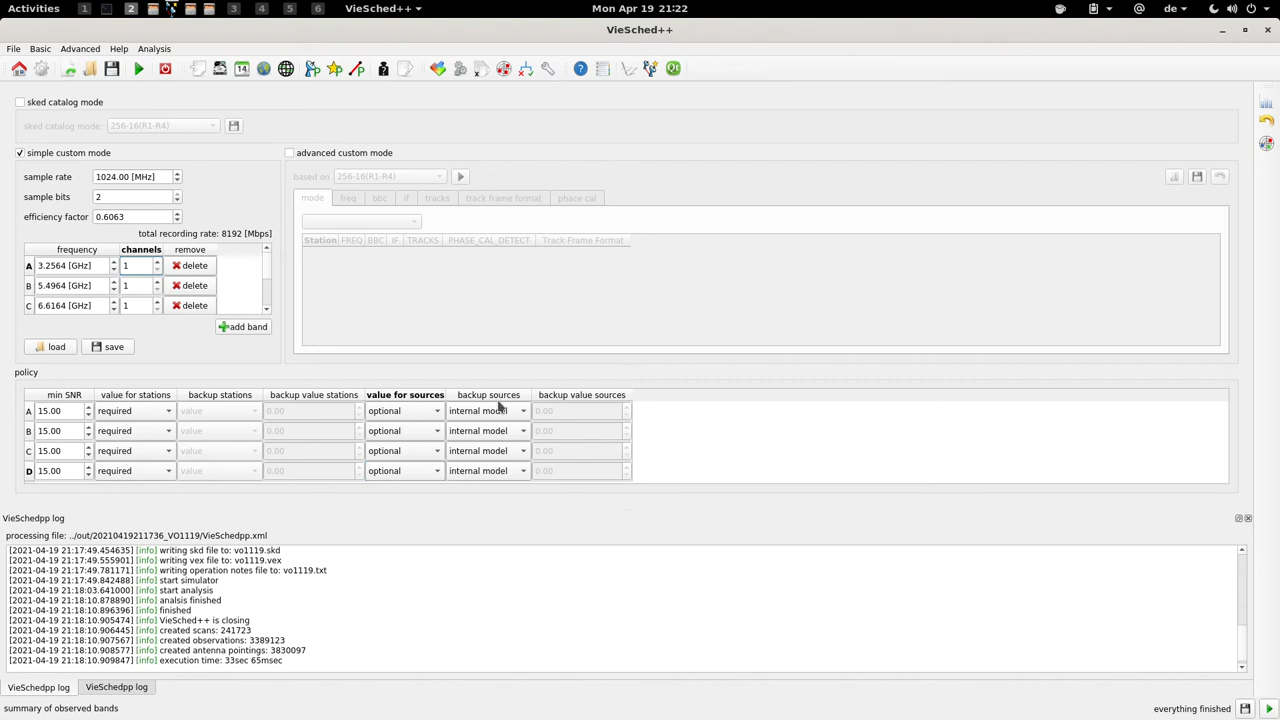 Activities 1 2 3 4 5 6 VieSched++ Mon Apr 19 21:22 de
VieSched++
File Basic Advanced Help Analysis
14 Qt
sked catalog mode
sked catalog mode: 256-16(R1-R4)
simple custom mode
advanced custom mode
sample rate 1024.00 [MHz]
based on 256-16(R1-R4)
sample bits 2
mode freq bbc if tracks track frame format phace cal
efficiency factor 0.6063
total recording rate: 8192 [Mbps]
Station FREQ BBC IF TRACKS PHASE_CAL_DETECT Track Frame Format
frequency channels remove
A 3.2564 [GHz] 1 delete
B 5.4964 [GHz] 1 delete
C 6.6164 [GHz] 1 delete
add band
load save
policy
min SNR value for stations backup stations backup value stations value for sources backup sources backup value sources
A 15.00 required value 0.00 optional internal model 0.00
B 15.00 required value 0.00 optional internal model 0.00
C 15.00 required value 0.00 optional internal model 0.00
D 15.00 required value 0.00 optional internal model 0.00
VieSchedpp log
processing file: ../out/20210419211736_VO1119/VieSchedpp.xml
[2021-04-19 21:17:49.454635] [info] writing skd file to: vo1119.skd
[2021-04-19 21:17:49.555901] [info] writing vex file to: vo1119.vex
[2021-04-19 21:17:49.781171] [info] writing operation notes file to: vo1119.txt
[2021-04-19 21:17:49.842488] [info] start simulator
[2021-04-19 21:18:03.641000] [info] start analysis
[2021-04-19 21:18:10.878890] [info] analsis finished
[2021-04-19 21:18:10.896396] [info] finished
[2021-04-19 21:18:10.905474] [info] VieSched++ is closing
[2021-04-19 21:18:10.906445] [info] created scans: 241723
[2021-04-19 21:18:10.907567] [info] created observations: 3389123
[2021-04-19 21:18:10.908577] [info] created antenna pointings: 3830097
[2021-04-19 21:18:10.909847] [info] execution time: 33sec 65msec
VieSchedpp log VieSchedpp log
summary of observed bands everything finished